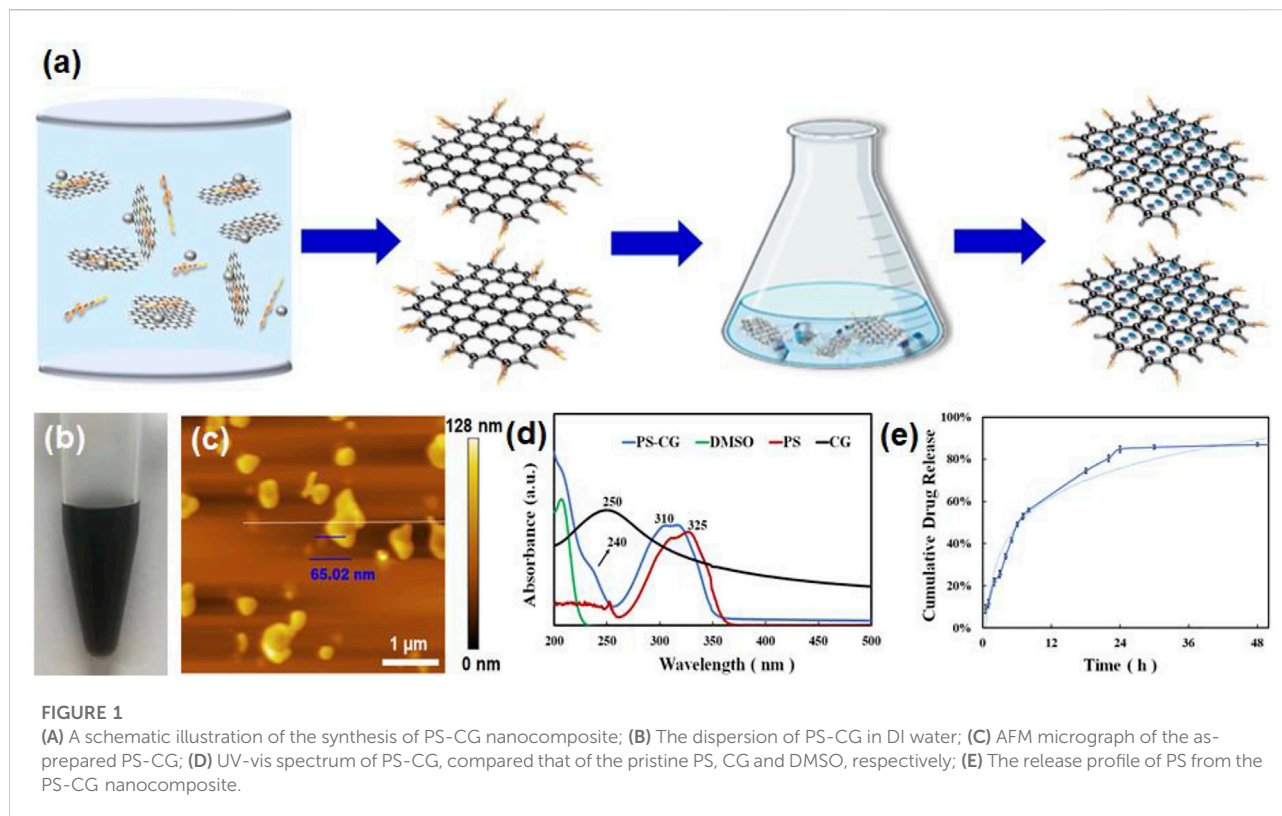 (a)
(b)
(c)
128 nm
0 nm
65.02 nm
1 µm
(d)
PS-CG DMSO PS CG
250
240
310
325
Absorbance (a.u.)
200 250 300 350 400 450 500
Wavelength ( nm )
(e)
100%
80%
60%
40%
20%
0%
Cumulative Drug Release
12 24 36 48
Time ( h )
FIGURE 1
(A) A schematic illustration of the synthesis of PS-CG nanocomposite; (B) The dispersion of PS-CG in DI water; (C) AFM micrograph of the as-
prepared PS-CG; (D) UV-vis spectrum of PS-CG, compared that of the pristine PS, CG and DMSO, respectively; (E) The release profile of PS from the
PS-CG nanocomposite.